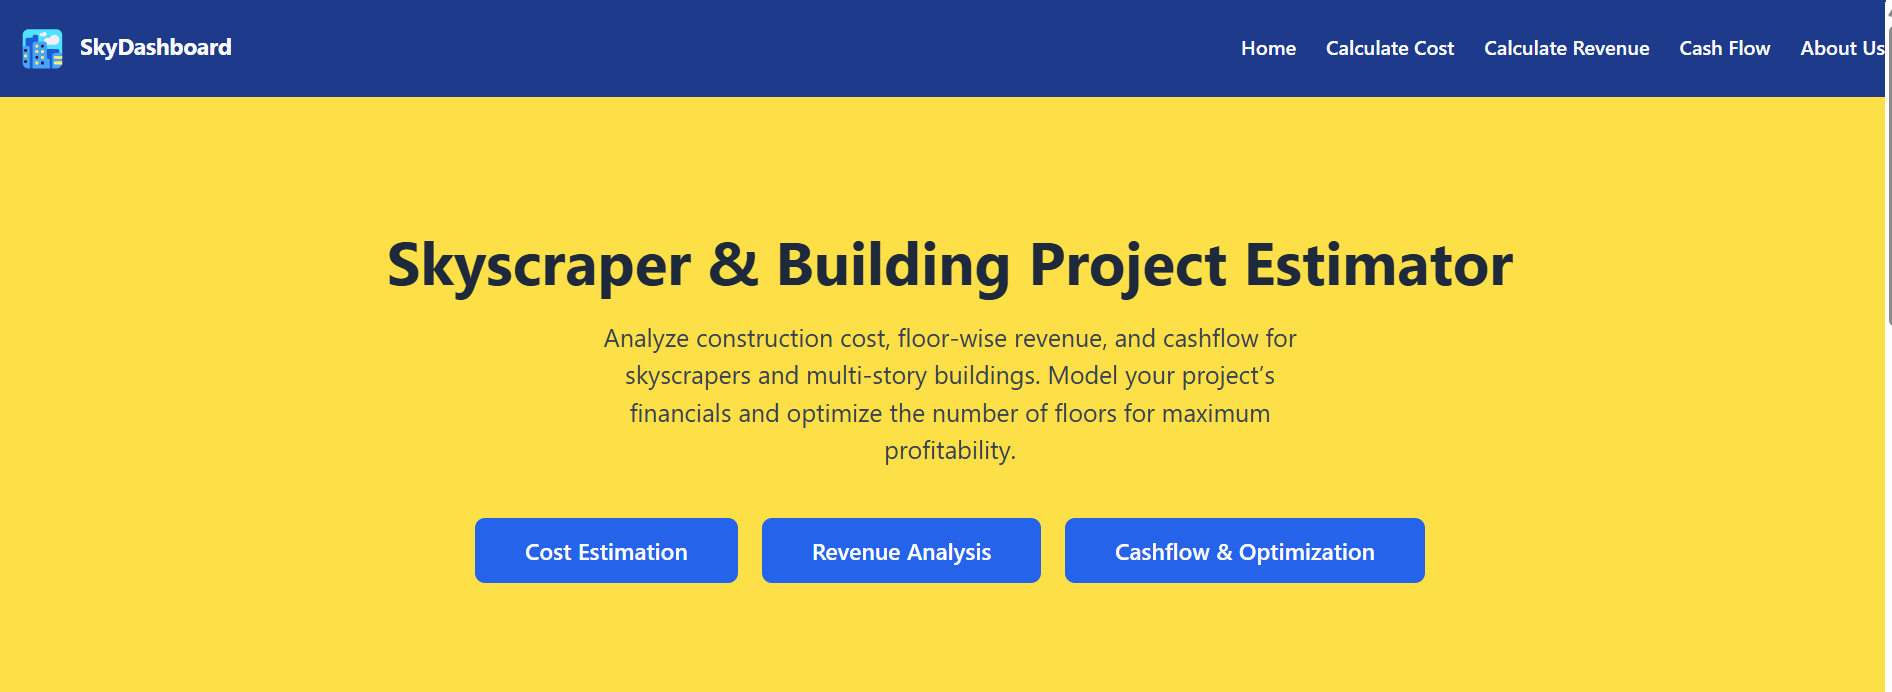 SkyDashboard
Home Calculate Cost Calculate Revenue Cash Flow About Us
Skyscraper & Building Project Estimator
Analyze construction cost, floor-wise revenue, and cashflow for
skyscrapers and multi-story buildings. Model your project’s
financials and optimize the number of floors for maximum
profitability.
Cost Estimation Revenue Analysis Cashflow & Optimization